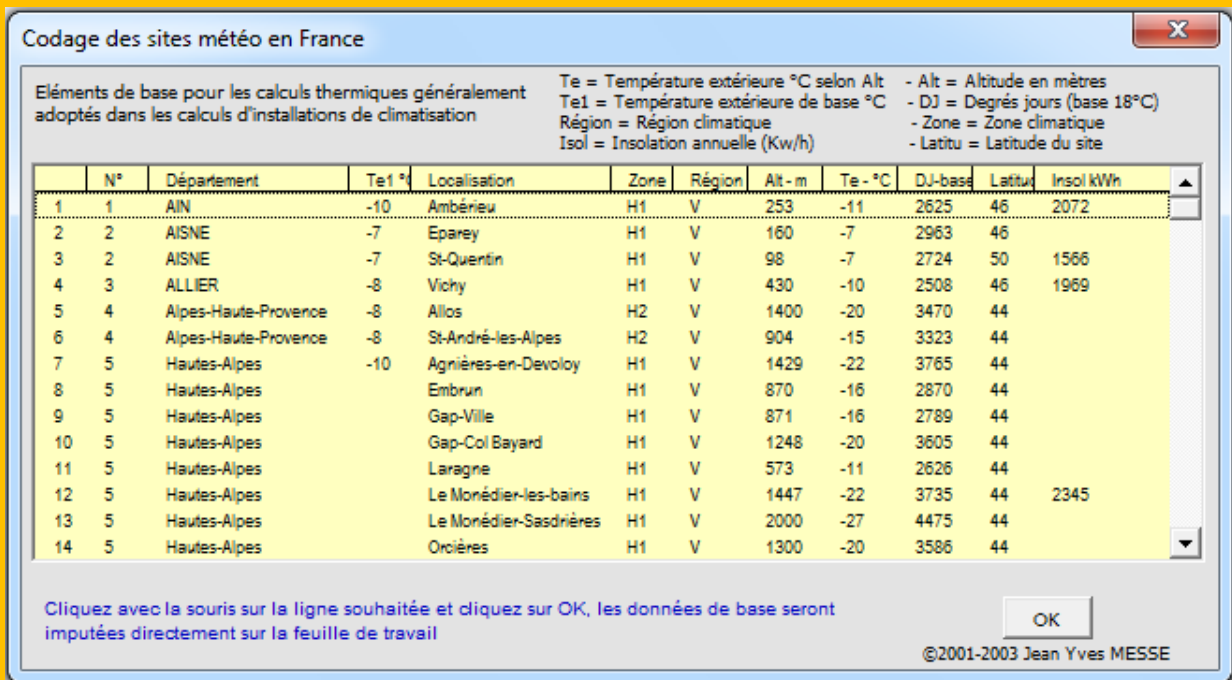 Codage des sites météo en France
Eléments de base pour les calculs thermiques généralement
adoptés dans les calculs d'installations de climatisation
Te = Température extérieure °C selon Alt - Alt = Altitude en mètres
Te1 = Température extérieure de base °C - DJ = Degrés jours (base 18°C)
Région = Région climatique - Zone = Zone climatique
Isol = Insolation annuelle (Kw/h) - Latitu = Latitude du site
N° Département Te1 °C Localisation Zone Région Alt - m Te - °C DJ-base Latitud Insol kWh
1 1 AIN -10 Ambérieu H1 V 253 -11 2625 46 2072
2 2 AISNE -7 Eparey H1 V 160 -7 2963 46
3 2 AISNE -7 St-Quentin H1 V 98 -7 2724 50 1566
4 3 ALLIER -8 Vichy H1 V 430 -10 2508 46 1969
5 4 Alpes-Haute-Provence -8 Allos H2 V 1400 -20 3470 44
6 4 Alpes-Haute-Provence -8 St-André-les-Alpes H2 V 904 -15 3323 44
7 5 Hautes-Alpes -10 Agnières-en-Devoloy H1 V 1429 -22 3765 44
8 5 Hautes-Alpes Embrun H1 V 870 -16 2870 44
9 5 Hautes-Alpes Gap-Ville H1 V 871 -16 2789 44
10 5 Hautes-Alpes Gap-Col Bayard H1 V 1248 -20 3605 44
11 5 Hautes-Alpes Laragne H1 V 573 -11 2626 44
12 5 Hautes-Alpes Le Monédier-les-bains H1 V 1447 -22 3735 44 2345
13 5 Hautes-Alpes Le Monédier-Sasdrières H1 V 2000 -27 4475 44
14 5 Hautes-Alpes Orcières H1 V 1300 -20 3586 44
Cliquez avec la souris sur la ligne souhaitée et cliquez sur OK, les données de base seront
imputées directement sur la feuille de travail
OK
©2001-2003 Jean Yves MESSE